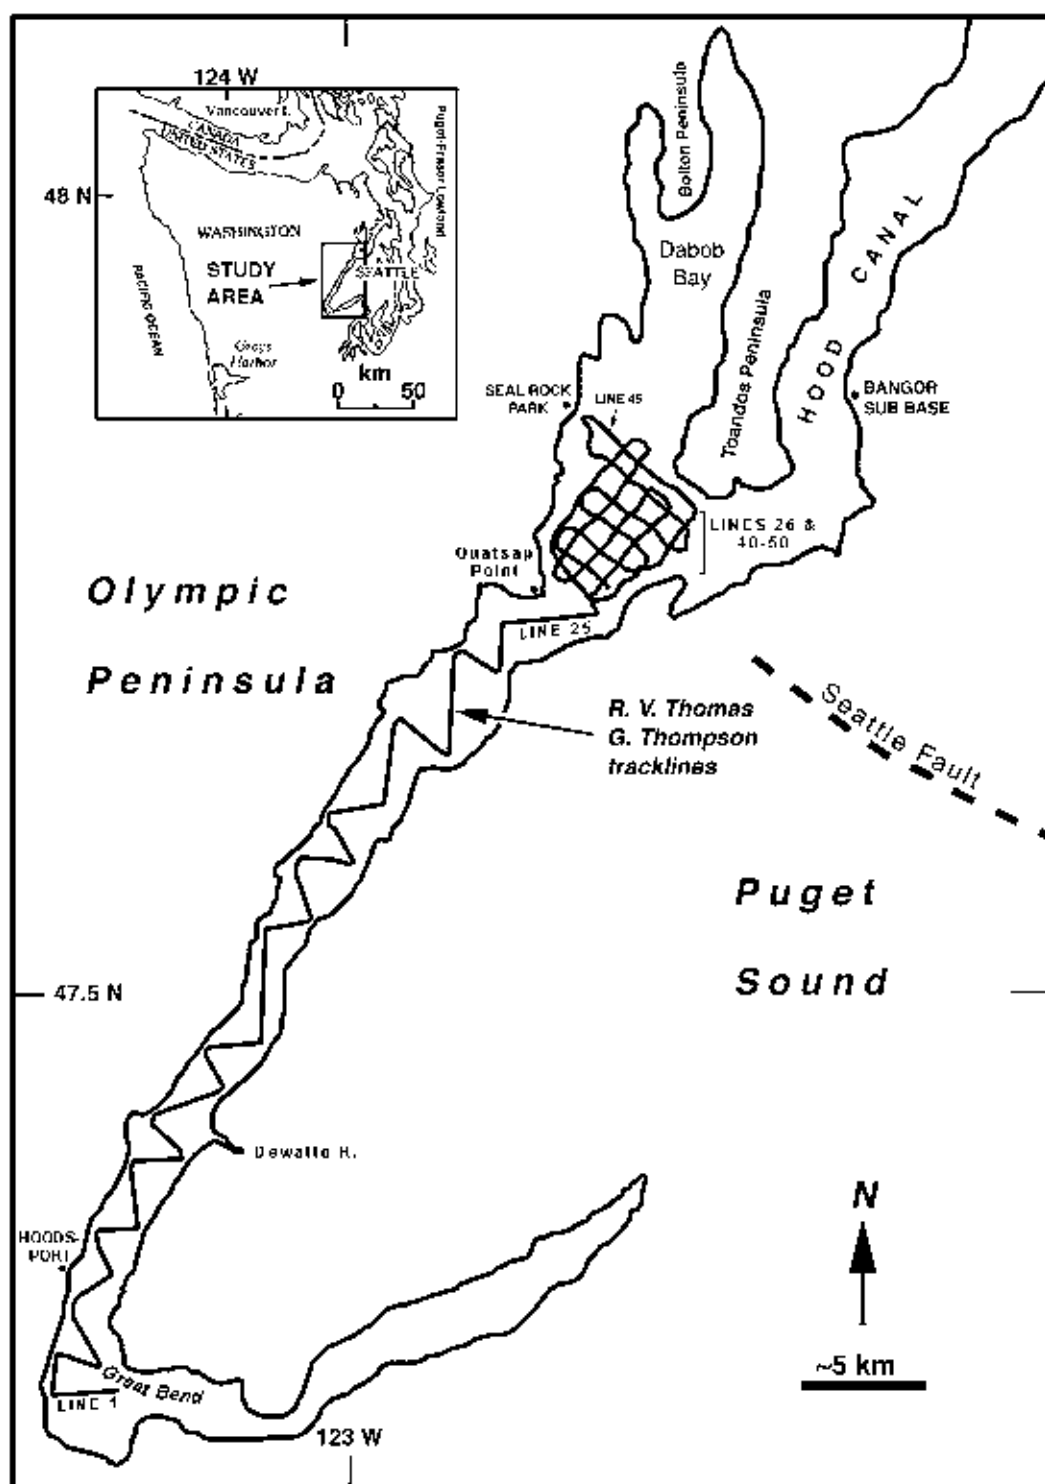 124 W
Vancouver I.
CANADA
UNITED STATES
Puget-Fraser Lowland
48 N
WASHINGTON
STUDY
AREA
SEATTLE
PACIFIC OCEAN
Grays
Harbor
km
0 50
Bolton Peninsula
Dabob
Bay
HOOD CANAL
Toandos Peninsula
SEAL ROCK
PARK
LINE 45
BANGOR
SUB BASE
LINES 26 &
40-50
Quatsap
Point
Olympic
Peninsula
LINE 25
R. V. Thomas
G. Thompson
tracklines
Seattle Fault
Puget
Sound
47.5 N
Dewatto R.
HOODS-
PORT
N
~5 km
Great Bend
LINE 1
123 W